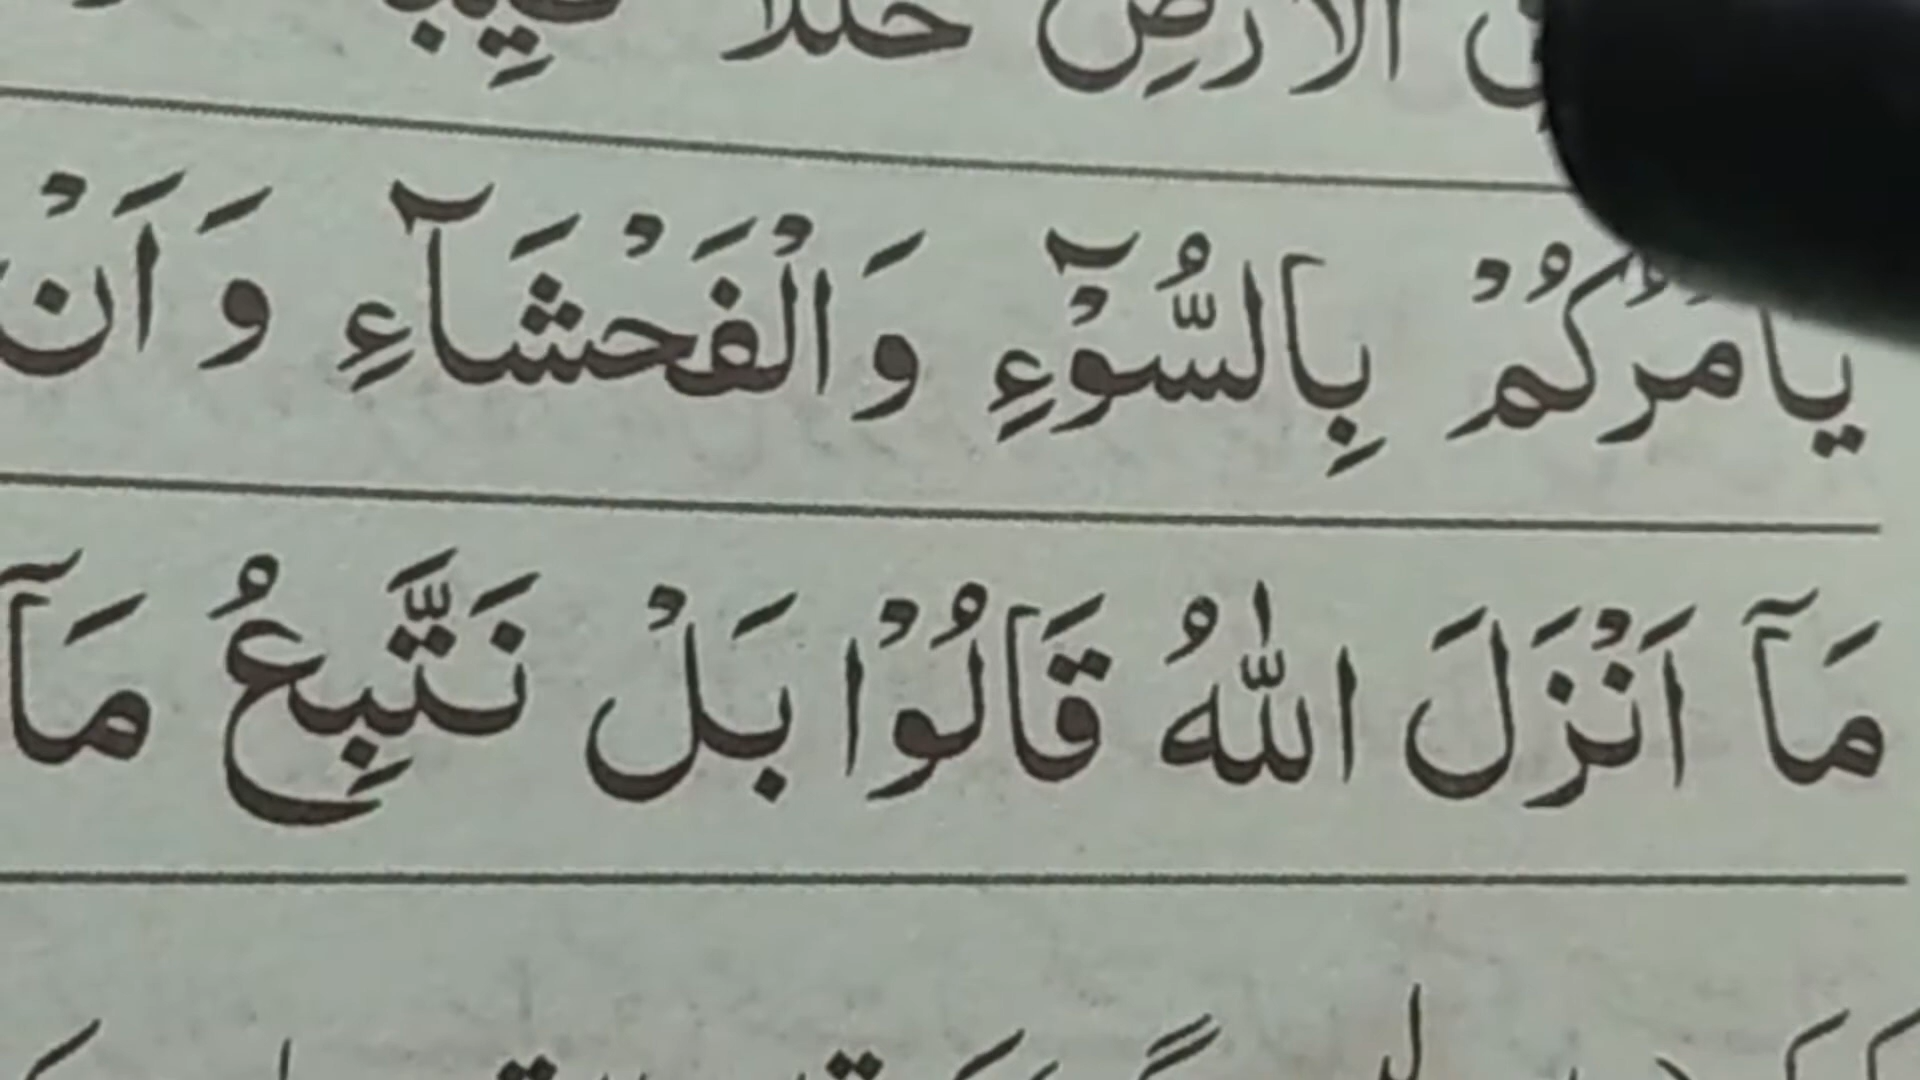 الْاَرْضِ حَلٰلًا
يَاْمُرُكُمْ بِالسُّوْٓءِ وَالْفَحْشَآءِ وَ اَنْ
مَآ اَنْزَلَ اللّٰهُ قَالُوْا بَلْ نَتَّبِعُ مَآ